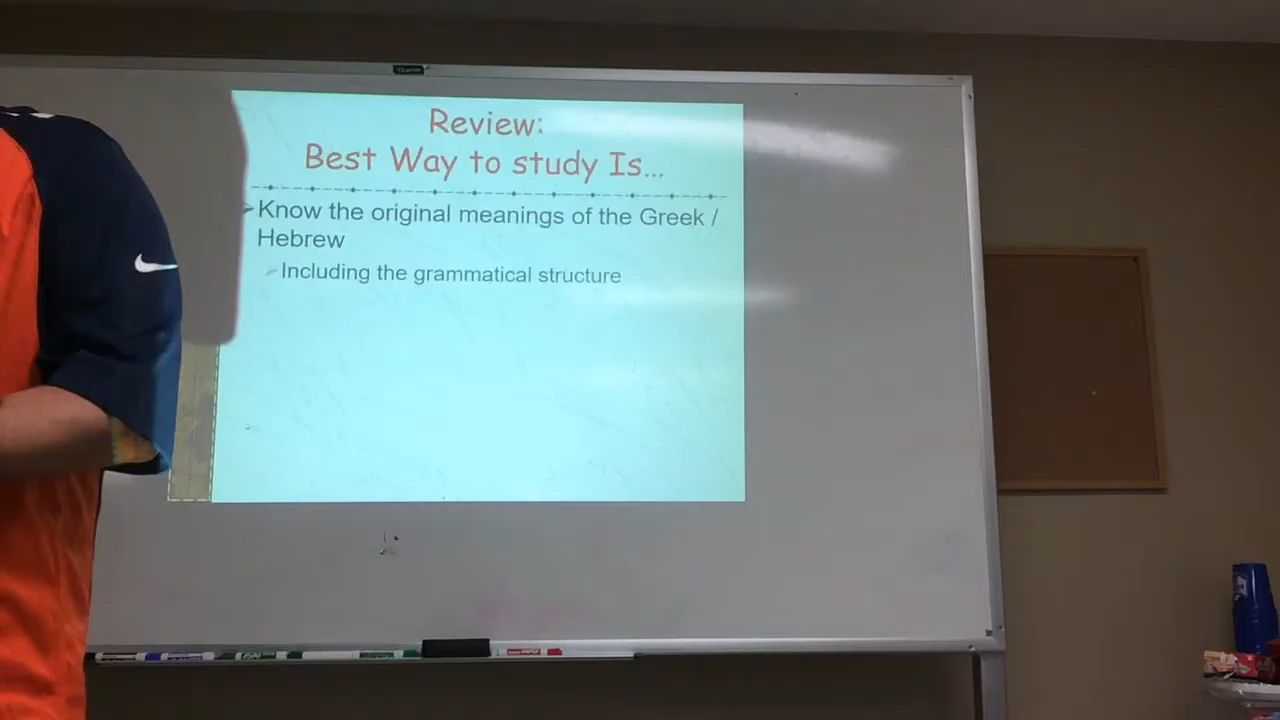 Review:
Best Way to study Is...
Know the original meanings of the Greek /
Hebrew
Including the grammatical structure